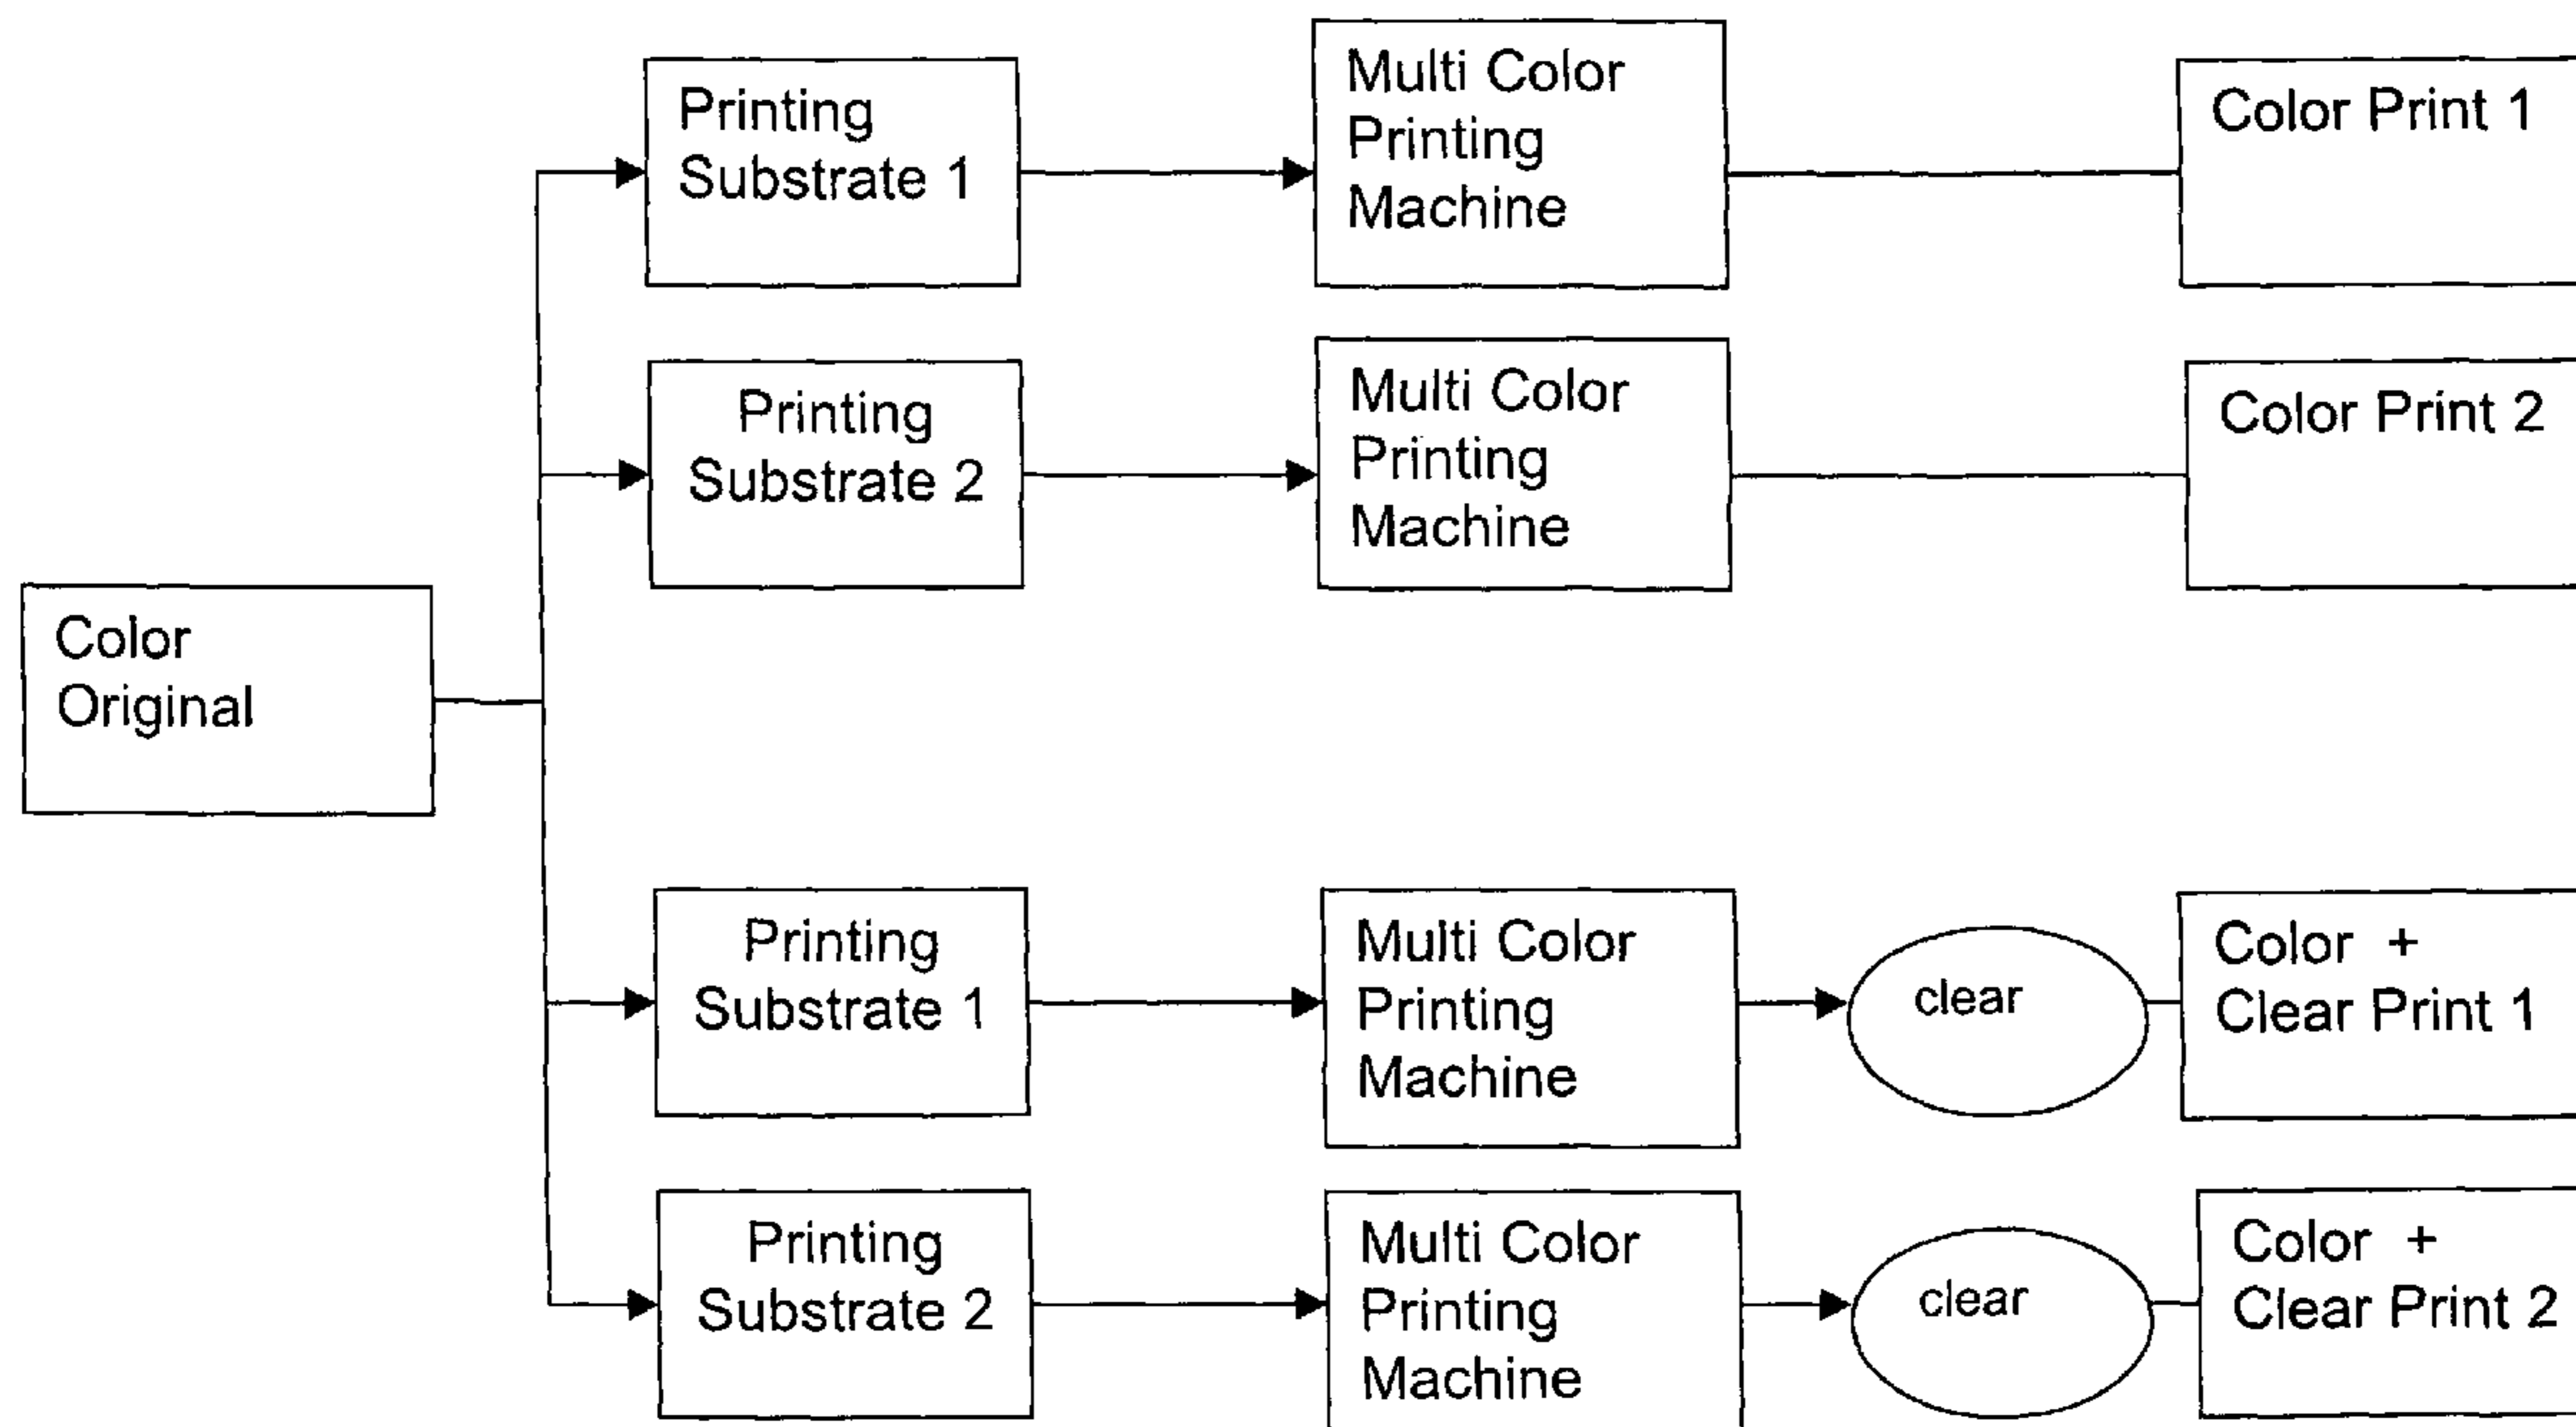 Printing
Substrate 1
Multi Color
Printing
Machine
Color Print 1
Printing
Substrate 2
Multi Color
Printing
Machine
Color Print 2
Color
Original
Printing
Substrate 1
Multi Color
Printing
Machine
clear
Color +
Clear Print 1
Printing
Substrate 2
Multi Color
Printing
Machine
clear
Color +
Clear Print 2